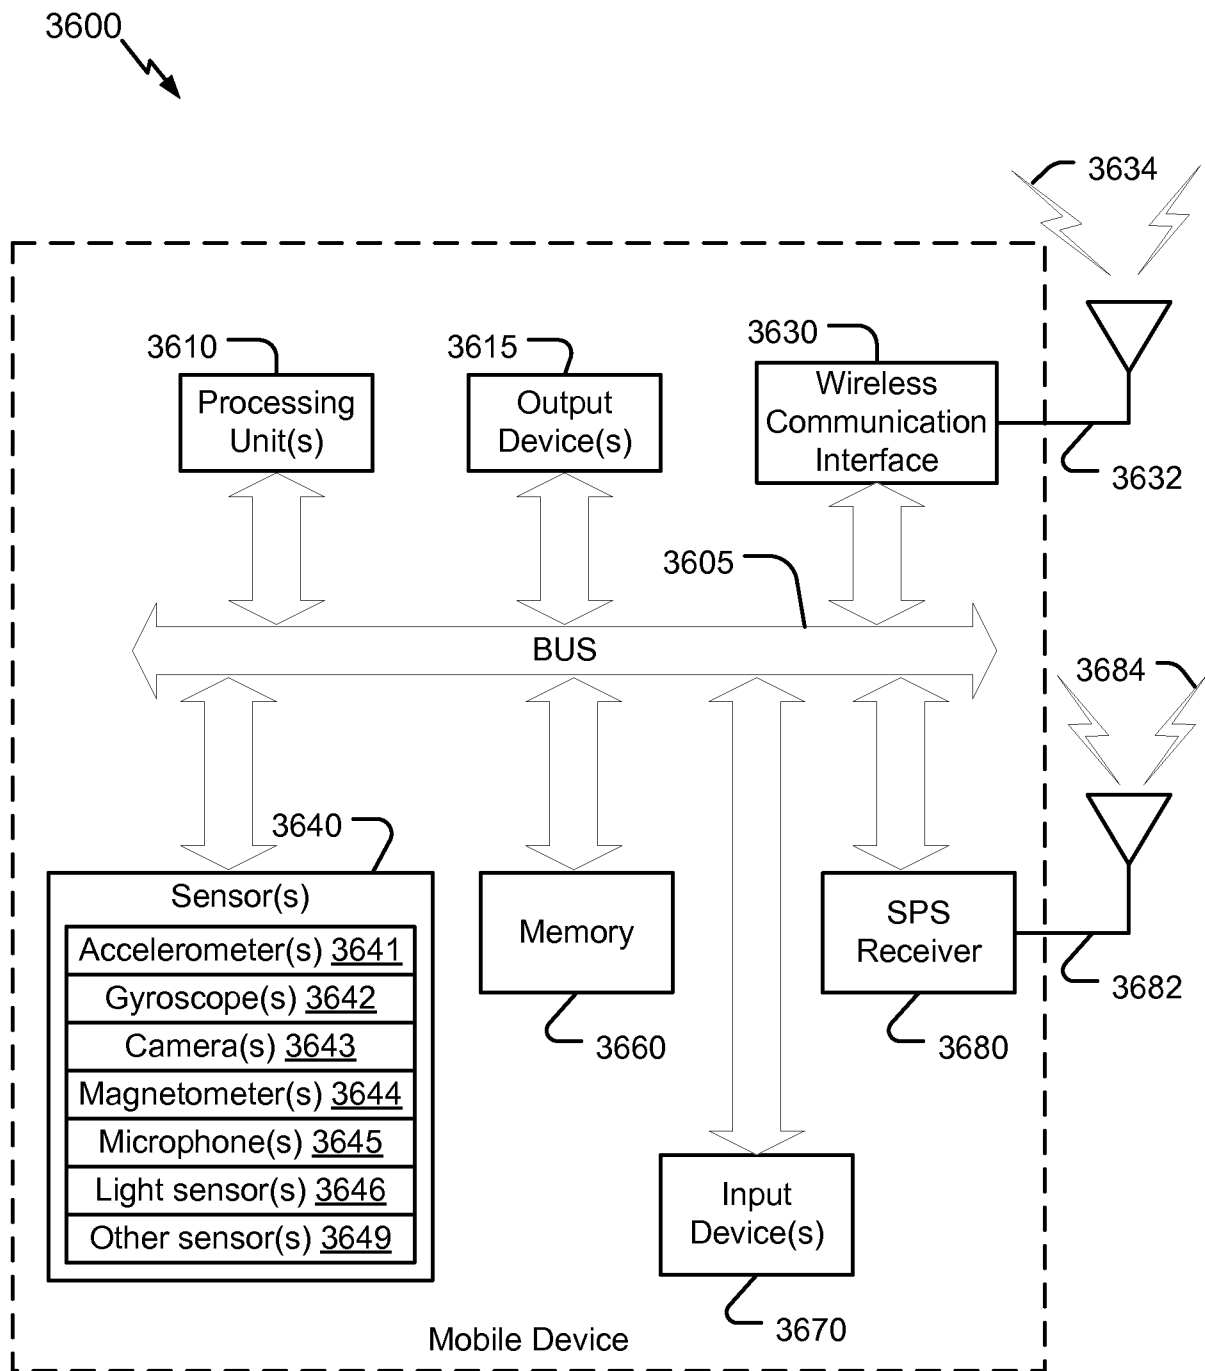 3600
3634
3610
3615
3630
Processing
Unit(s)
Output
Device(s)
Wireless
Communication
Interface
3632
3605
BUS
3684
3640
Sensor(s)
Accelerometer(s) 3641
Gyroscope(s) 3642
Camera(s) 3643
Magnetometer(s) 3644
Microphone(s) 3645
Light sensor(s) 3646
Other sensor(s) 3649
Memory
3660
SPS
Receiver
3680
3682
Input
Device(s)
3670
Mobile Device